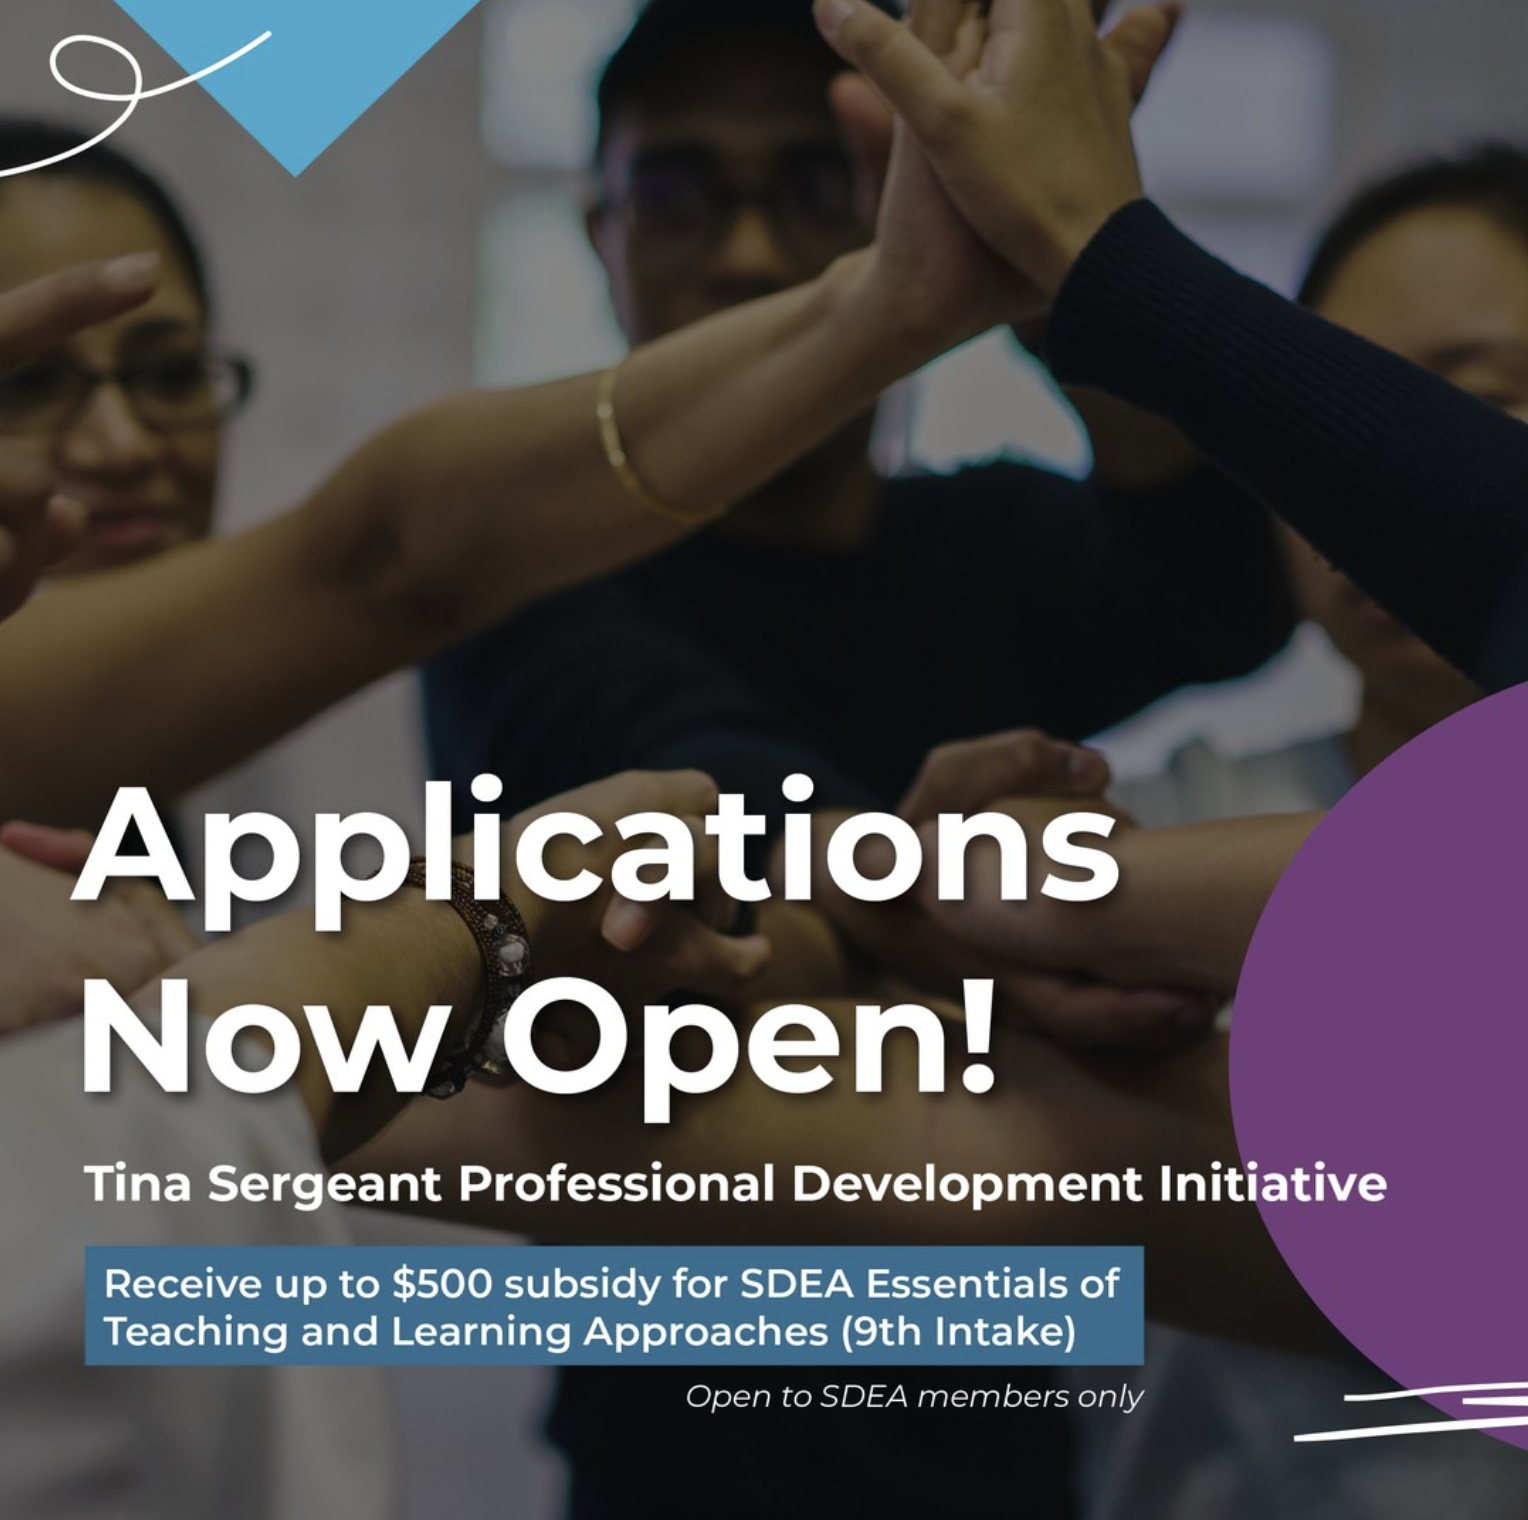 Applications
Now Open!
Tina Sergeant Professional Development Initiative
Receive up to $500 subsidy for SDEA Essentials of
Teaching and Learning Approaches (9th Intake)
Open to SDEA members only